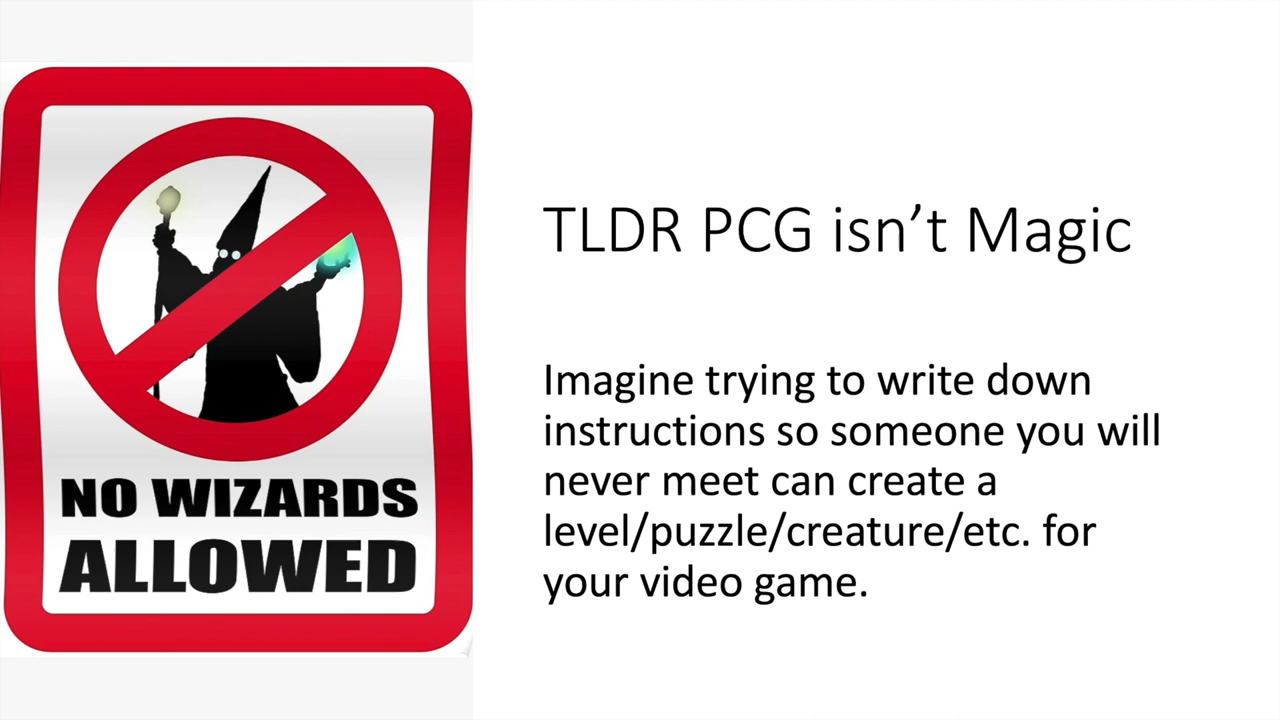 NO WIZARDS
ALLOWED
TLDR PCG isn’t Magic
Imagine trying to write down
instructions so someone you will
never meet can create a
level/puzzle/creature/etc. for
your video game.